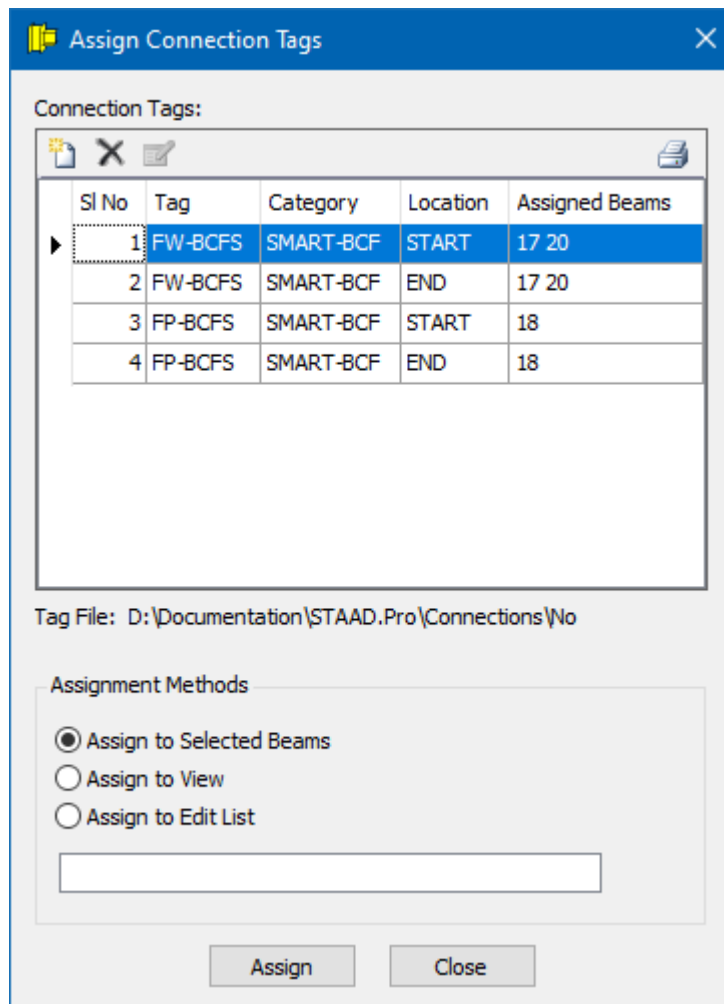 Assign Connection Tags
Connection Tags:
Sl No Tag Category Location Assigned Beams
1 FW-BCFS SMART-BCF START 17 20
2 FW-BCFS SMART-BCF END 17 20
3 FP-BCFS SMART-BCF START 18
4 FP-BCFS SMART-BCF END 18
Tag File: D:\Documentation\STAAD.Pro\Connections\No
Assignment Methods
Assign to Selected Beams
Assign to View
Assign to Edit List
Assign Close